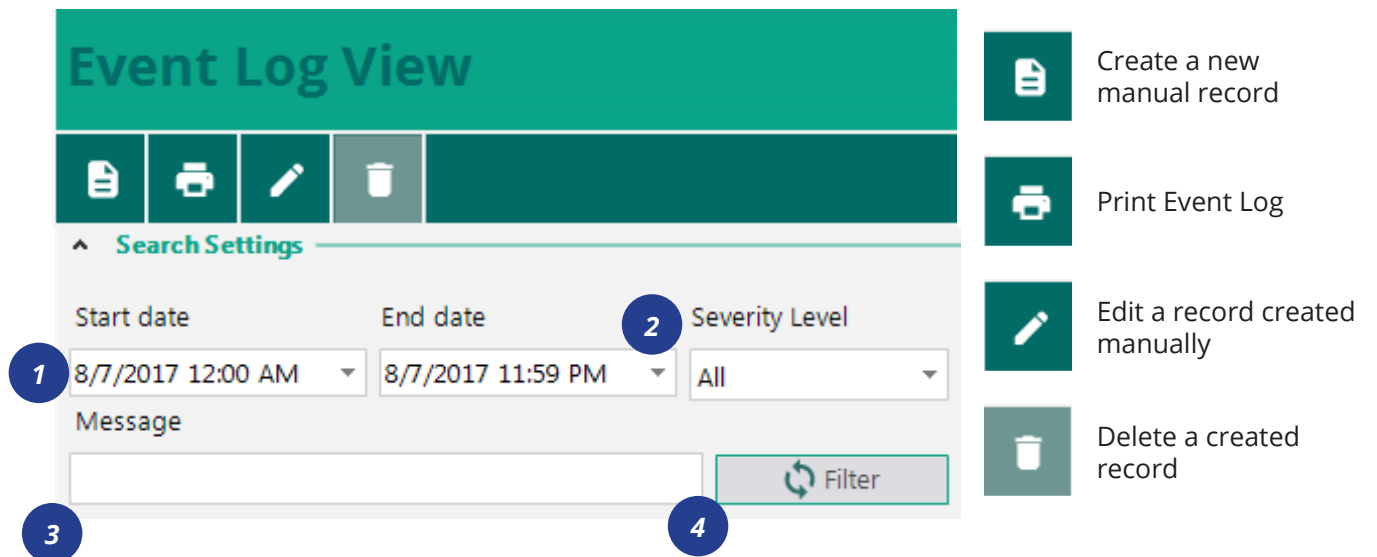 Event Log View
Search Settings
Start date
End date
2
Severity Level
1
8/7/2017 12:00 AM
8/7/2017 11:59 PM
All
Message
Filter
3
4
Create a new
manual record
Print Event Log
Edit a record created
manually
Delete a created
record